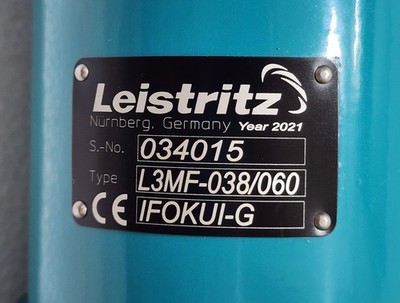 Leistritz
Nürnberg, Germany Year 2021
S.-No. 034015
Type L3MF-038/060
CE IFOKUI-G